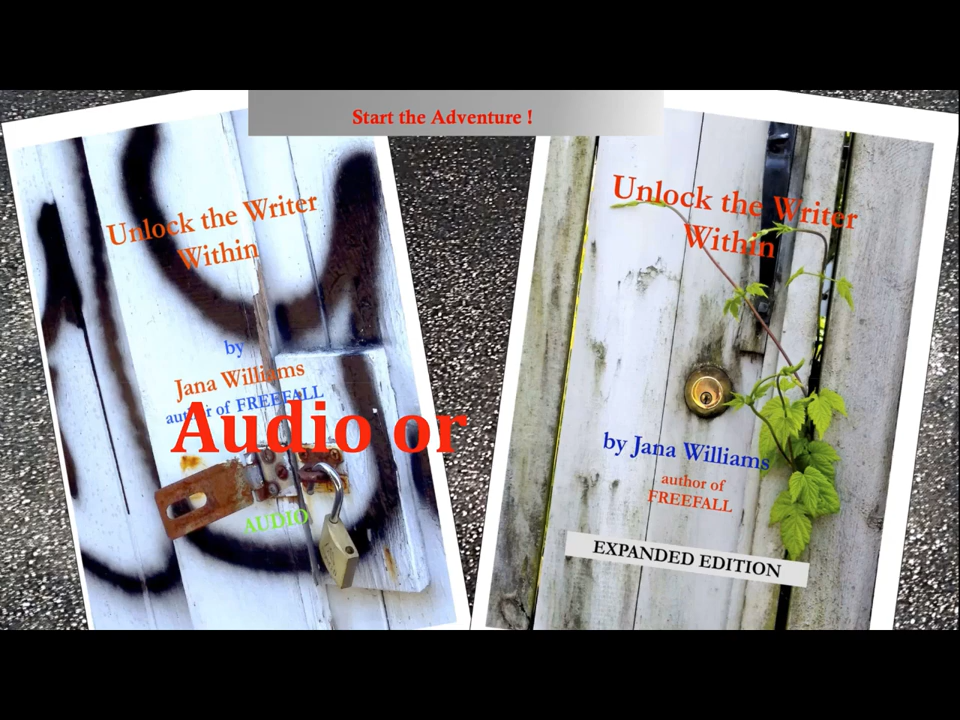 Start the Adventure !
Unlock the Writer
Within
by
Jana Williams
author of FREEFALL
Audio or
AUDIO
Unlock the Writer
Within
by Jana Williams
author of
FREEFALL
EXPANDED EDITION